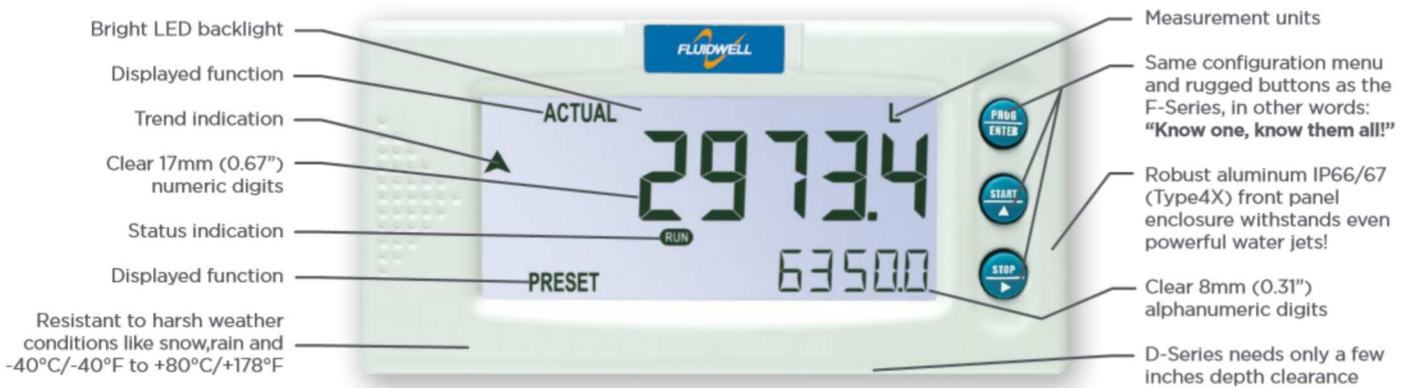 Bright LED backlight
Displayed function
Trend indication
Clear 17mm (0.67”)
numeric digits
Status indication
Displayed function
Resistant to harsh weather
conditions like snow,rain and
-40°C/-40°F to +80°C/+178°F
FLUIDWELL
ACTUAL
L
2973.4
RUN
PRESET
6350.0
PROG
ENTER
START
STOP
Measurement units
Same configuration menu
and rugged buttons as the
F-Series, in other words:
“Know one, know them all!”
Robust aluminum IP66/67
(Type4X) front panel
enclosure withstands even
powerful water jets!
Clear 8mm (0.31”)
alphanumeric digits
D-Series needs only a few
inches depth clearance